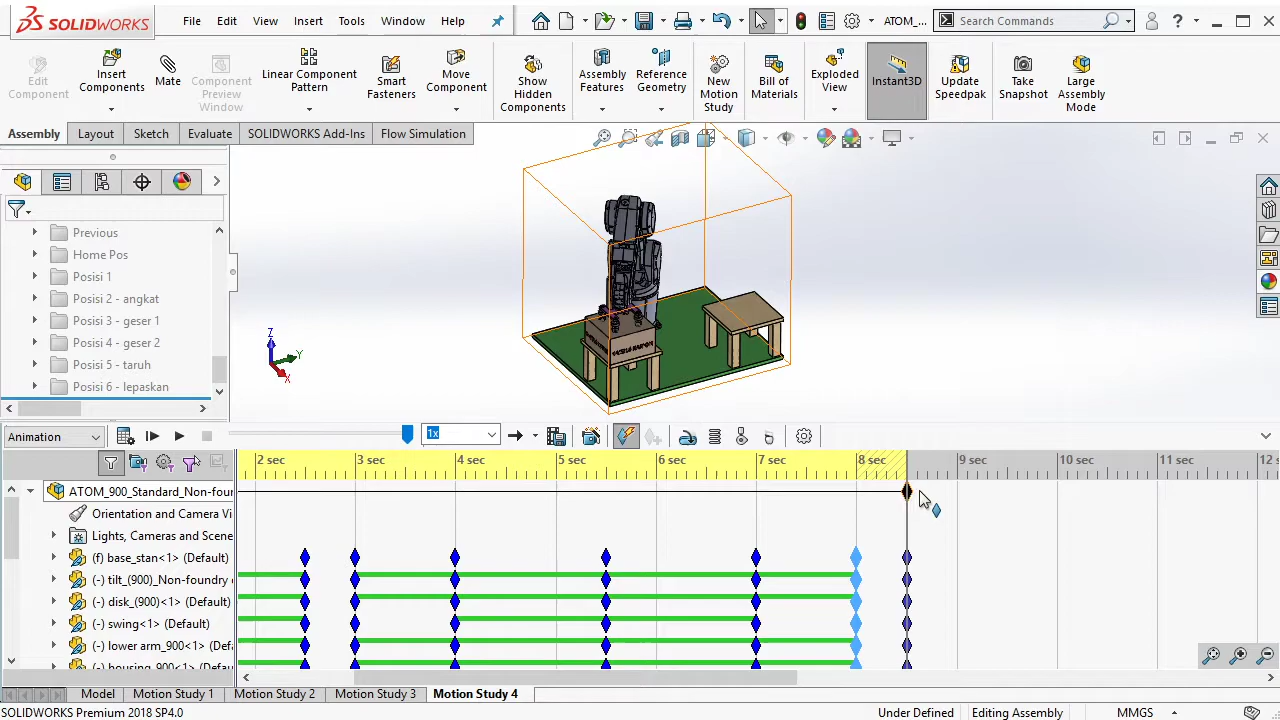 SOLIDWORKS
File Edit View Insert Tools Window Help
ATOM_...
Search Commands
?
Edit Component
Insert Components
Mate
Component Preview Window
Linear Component Pattern
Smart Fasteners
Move Component
Show Hidden Components
Assembly Features
Reference Geometry
New Motion Study
Bill of Materials
Exploded View
Instant3D
Update Speedpak
Take Snapshot
Large Assembly Mode
Assembly Layout Sketch Evaluate SOLIDWORKS Add-Ins Flow Simulation
Previous
Home Pos
Posisi 1
Posisi 2 - angkat
Posisi 3 - geser 1
Posisi 4 - geser 2
Posisi 5 - taruh
Posisi 6 - lepaskan
Z
Y
X
Animation
1x
2 sec 3 sec 4 sec 5 sec 6 sec 7 sec 8 sec 9 sec 10 sec 11 sec 12 s
ATOM_900_Standard_Non-four
Orientation and Camera Vi
Lights, Cameras and Scene
(f) base_stan<1> (Default)
(-) tilt_(900)_Non-foundry
(-) disk_(900)<1> (Default)
(-) swing<1> (Default)
(-) lower arm_900<1> (Def
(-) housing_900<1> (Defau
Model Motion Study 1 Motion Study 2 Motion Study 3 Motion Study 4
SOLIDWORKS Premium 2018 SP4.0
Under Defined Editing Assembly MMGS